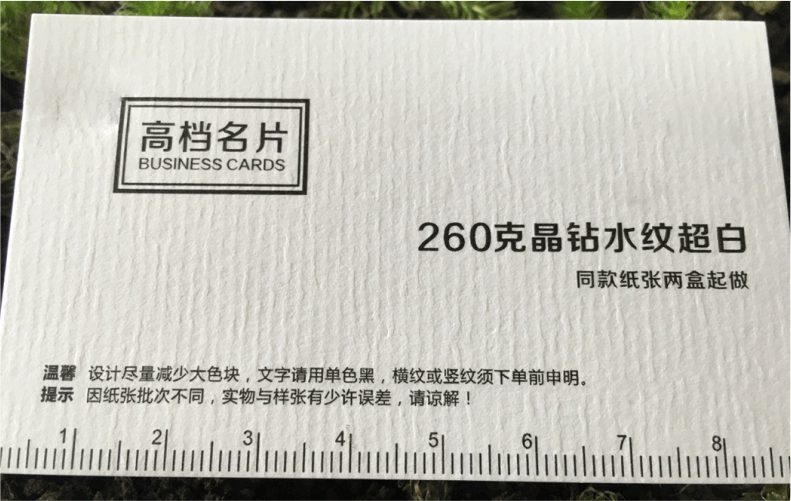 高档名片
BUSINESS CARDS
260克晶钻水纹超白
同款纸张两盒起做
温馨 设计尽量减少大色块，文字请用单色黑，横纹或竖纹须下单前申明。
提示 因纸张批次不同，实物与样张有少许误差，请谅解！
1 2 3 4 5 6 7 8